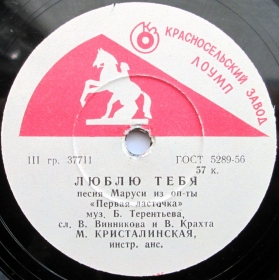 КРАСНОСЕЛЬСКИЙ ЗАВОД
ЛОУМП
III гр. 37711
ГОСТ 5289-56
57 к.
ЛЮБЛЮ ТЕБЯ
песня Маруси из оп-ты
«Первая ласточка»
муз. Б. Терентьева,
сл. В. Винникова и В. Крахта
М. КРИСТАЛИНСКАЯ,
инстр. анс.